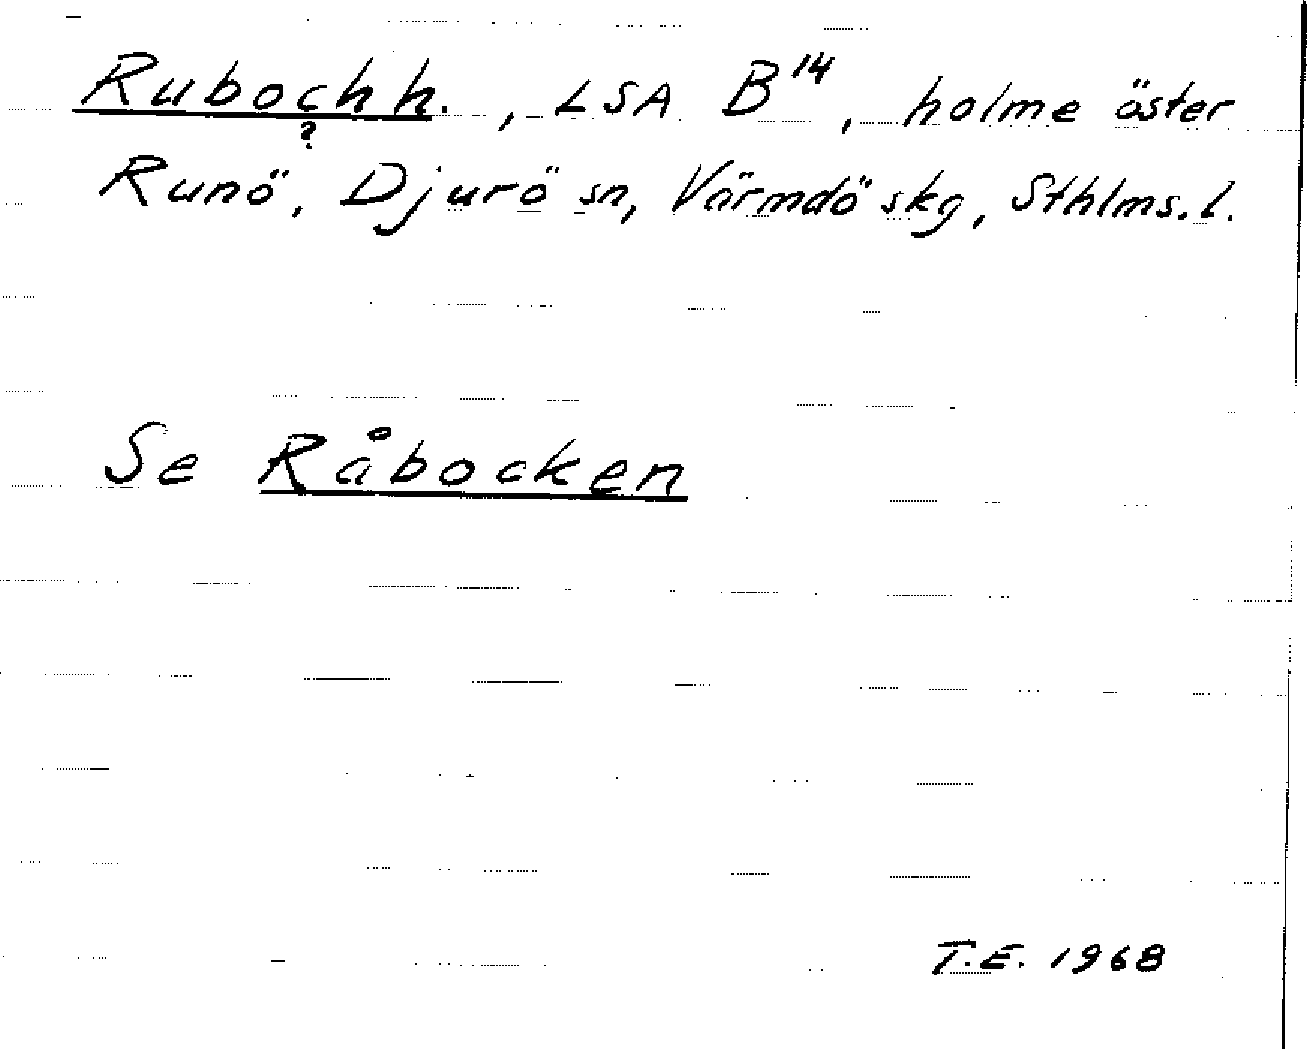 Rubochh., LSA B14, holme öster
?
Runö, Djurö sn, Värmdö skg, Sthlms. l.
Se Råbocken
T.E. 1968